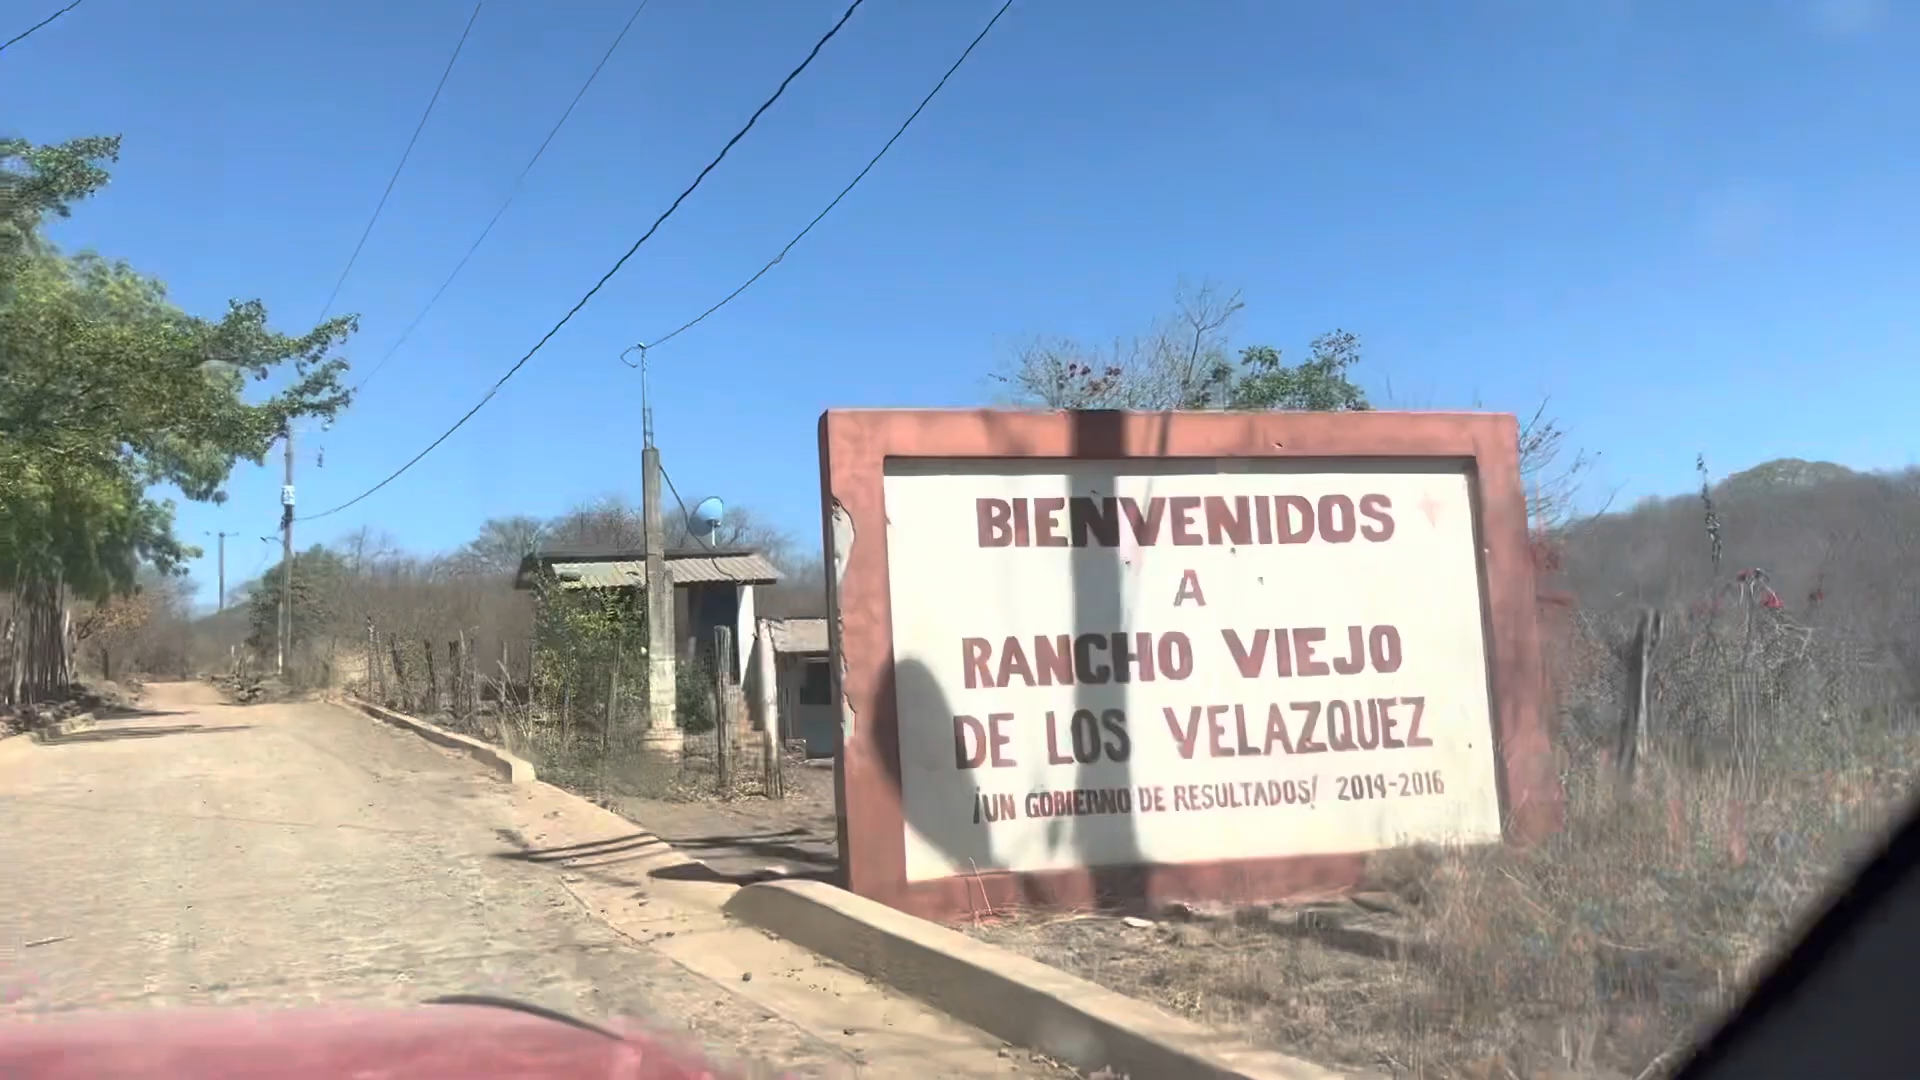 BIENVENIDOS
A
RANCHO VIEJO
DE LOS VELAZQUEZ
¡UN GOBIERNO DE RESULTADOS! 2014-2016